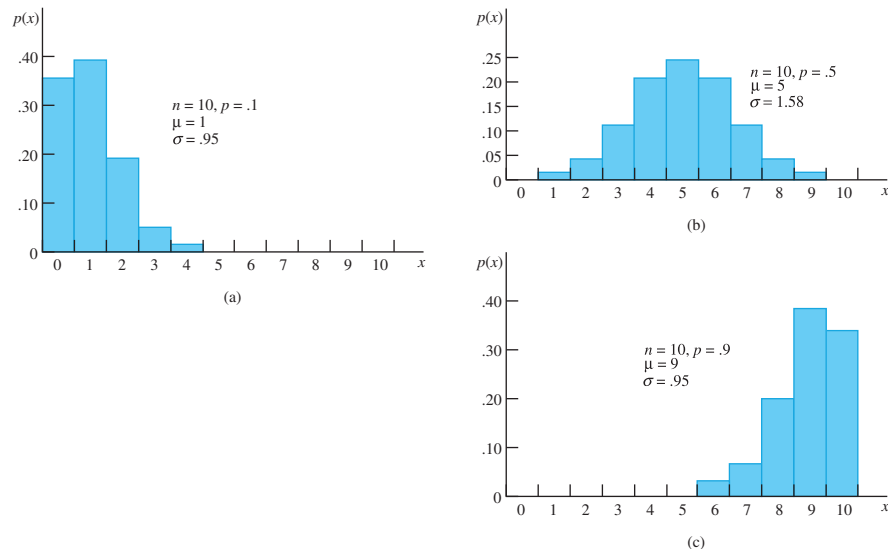 p(x)
.40
.30
.20
.10
0
n = 10, p = .1
μ = 1
σ = .95
0 1 2 3 4 5 6 7 8 9 10 x
(a)
p(x)
.25
.20
.15
.10
.05
0
n = 10, p = .5
μ = 5
σ = 1.58
0 1 2 3 4 5 6 7 8 9 10 x
(b)
p(x)
.40
.30
.20
.10
0
n = 10, p = .9
μ = 9
σ = .95
0 1 2 3 4 5 6 7 8 9 10 x
(c)